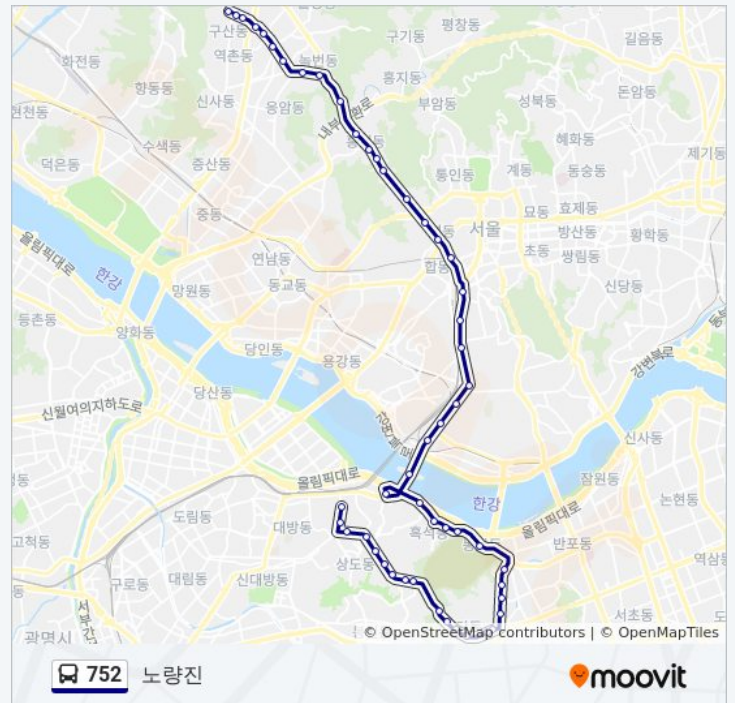 구산동
평창동
구기동
길음동
역촌동
화전동
녹번동
홍지동
향동동
신사동
응암동
부암동
성북동
돈암동
현천동
내부
환로
혜화동
수색동
제기동
덕은동
증산동
통인동
계동
동숭동
중동
묘동
효제동
서울
방산동
황학동
올림픽대로
연남동
초동
쌍림동
합동
한강
망원동
동교동
신당동
등촌동
양화동
당인동
용강동
강변북로
신월여의지하도로
당산동
강변북로
신사동
올림픽대로
잠원동
논현동
한강
도림동
대방동
흑석동
올림픽대로
반포동
고척동
상도동
역삼동
구로동
대림동
신대방동
서초동
광명시
서부간
© OpenStreetMap contributors | © OpenMapTiles
752 노량진
moovit